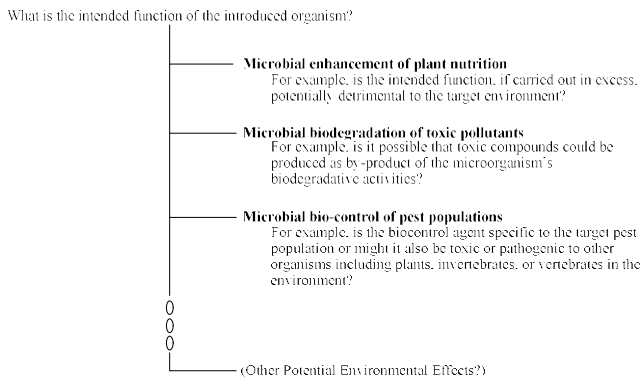 What is the intended function of the introduced organism?
Microbial enhancement of plant nutrition
For example, is the intended function, if carried out in excess,
potentially detrimental to the target environment?
Microbial biodegradation of toxic pollutants
For example, is it possible that toxic compounds could be
produced as by-product of the microorganism's
biodegradative activities?
Microbial bio-control of pest populations
For example, is the biocontrol agent specific to the target pest
population or might it also be toxic or pathogenic to other
organisms including plants, invertebrates, or vertebrates in the
environment?
(Other Potential Environmental Effects?)